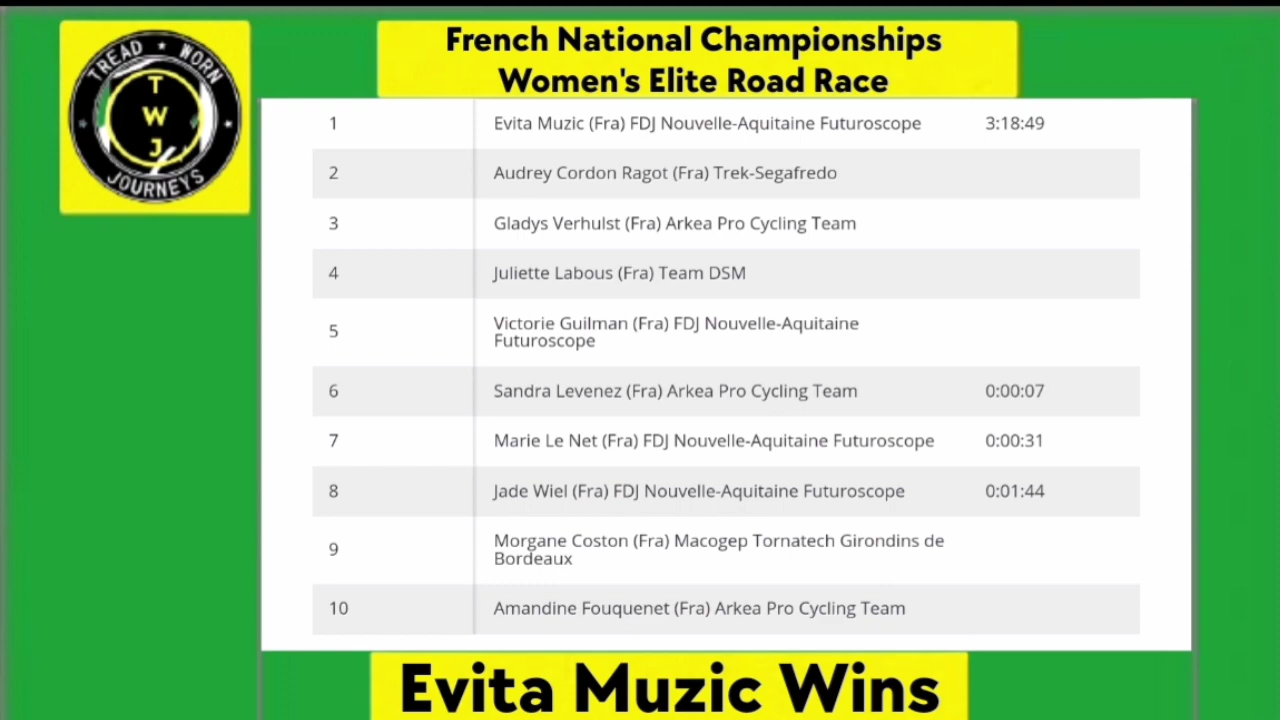 TREAD ★ WORN
T
W
J
JOURNEYS
French National Championships
Women's Elite Road Race
1 Evita Muzic (Fra) FDJ Nouvelle-Aquitaine Futuroscope 3:18:49
2 Audrey Cordon Ragot (Fra) Trek-Segafredo
3 Gladys Verhulst (Fra) Arkea Pro Cycling Team
4 Juliette Labous (Fra) Team DSM
5 Victorie Guilman (Fra) FDJ Nouvelle-Aquitaine
Futuroscope
6 Sandra Levenez (Fra) Arkea Pro Cycling Team 0:00:07
7 Marie Le Net (Fra) FDJ Nouvelle-Aquitaine Futuroscope 0:00:31
8 Jade Wiel (Fra) FDJ Nouvelle-Aquitaine Futuroscope 0:01:44
9 Morgane Coston (Fra) Macogep Tornatech Girondins de
Bordeaux
10 Amandine Fouquenet (Fra) Arkea Pro Cycling Team
Evita Muzic Wins